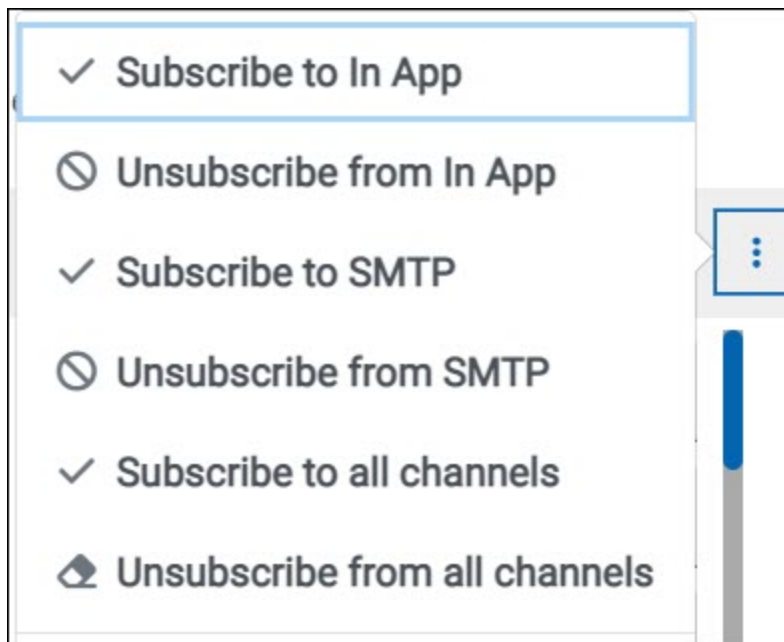 Subscribe to In App
Unsubscribe from In App
Subscribe to SMTP
Unsubscribe from SMTP
Subscribe to all channels
Unsubscribe from all channels